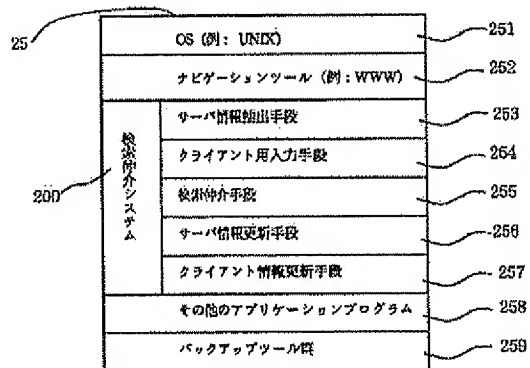 25
OS (例：UNIX)
251
ナビゲーションツール (例：WWW)
252
検索仲介システム
200
サーバ情報抽出手段
253
クライアント用入力手段
254
検索仲介手段
255
サーバ情報更新手段
256
クライアント情報更新手段
257
その他のアプリケーションプログラム
258
バックアップツール群
259